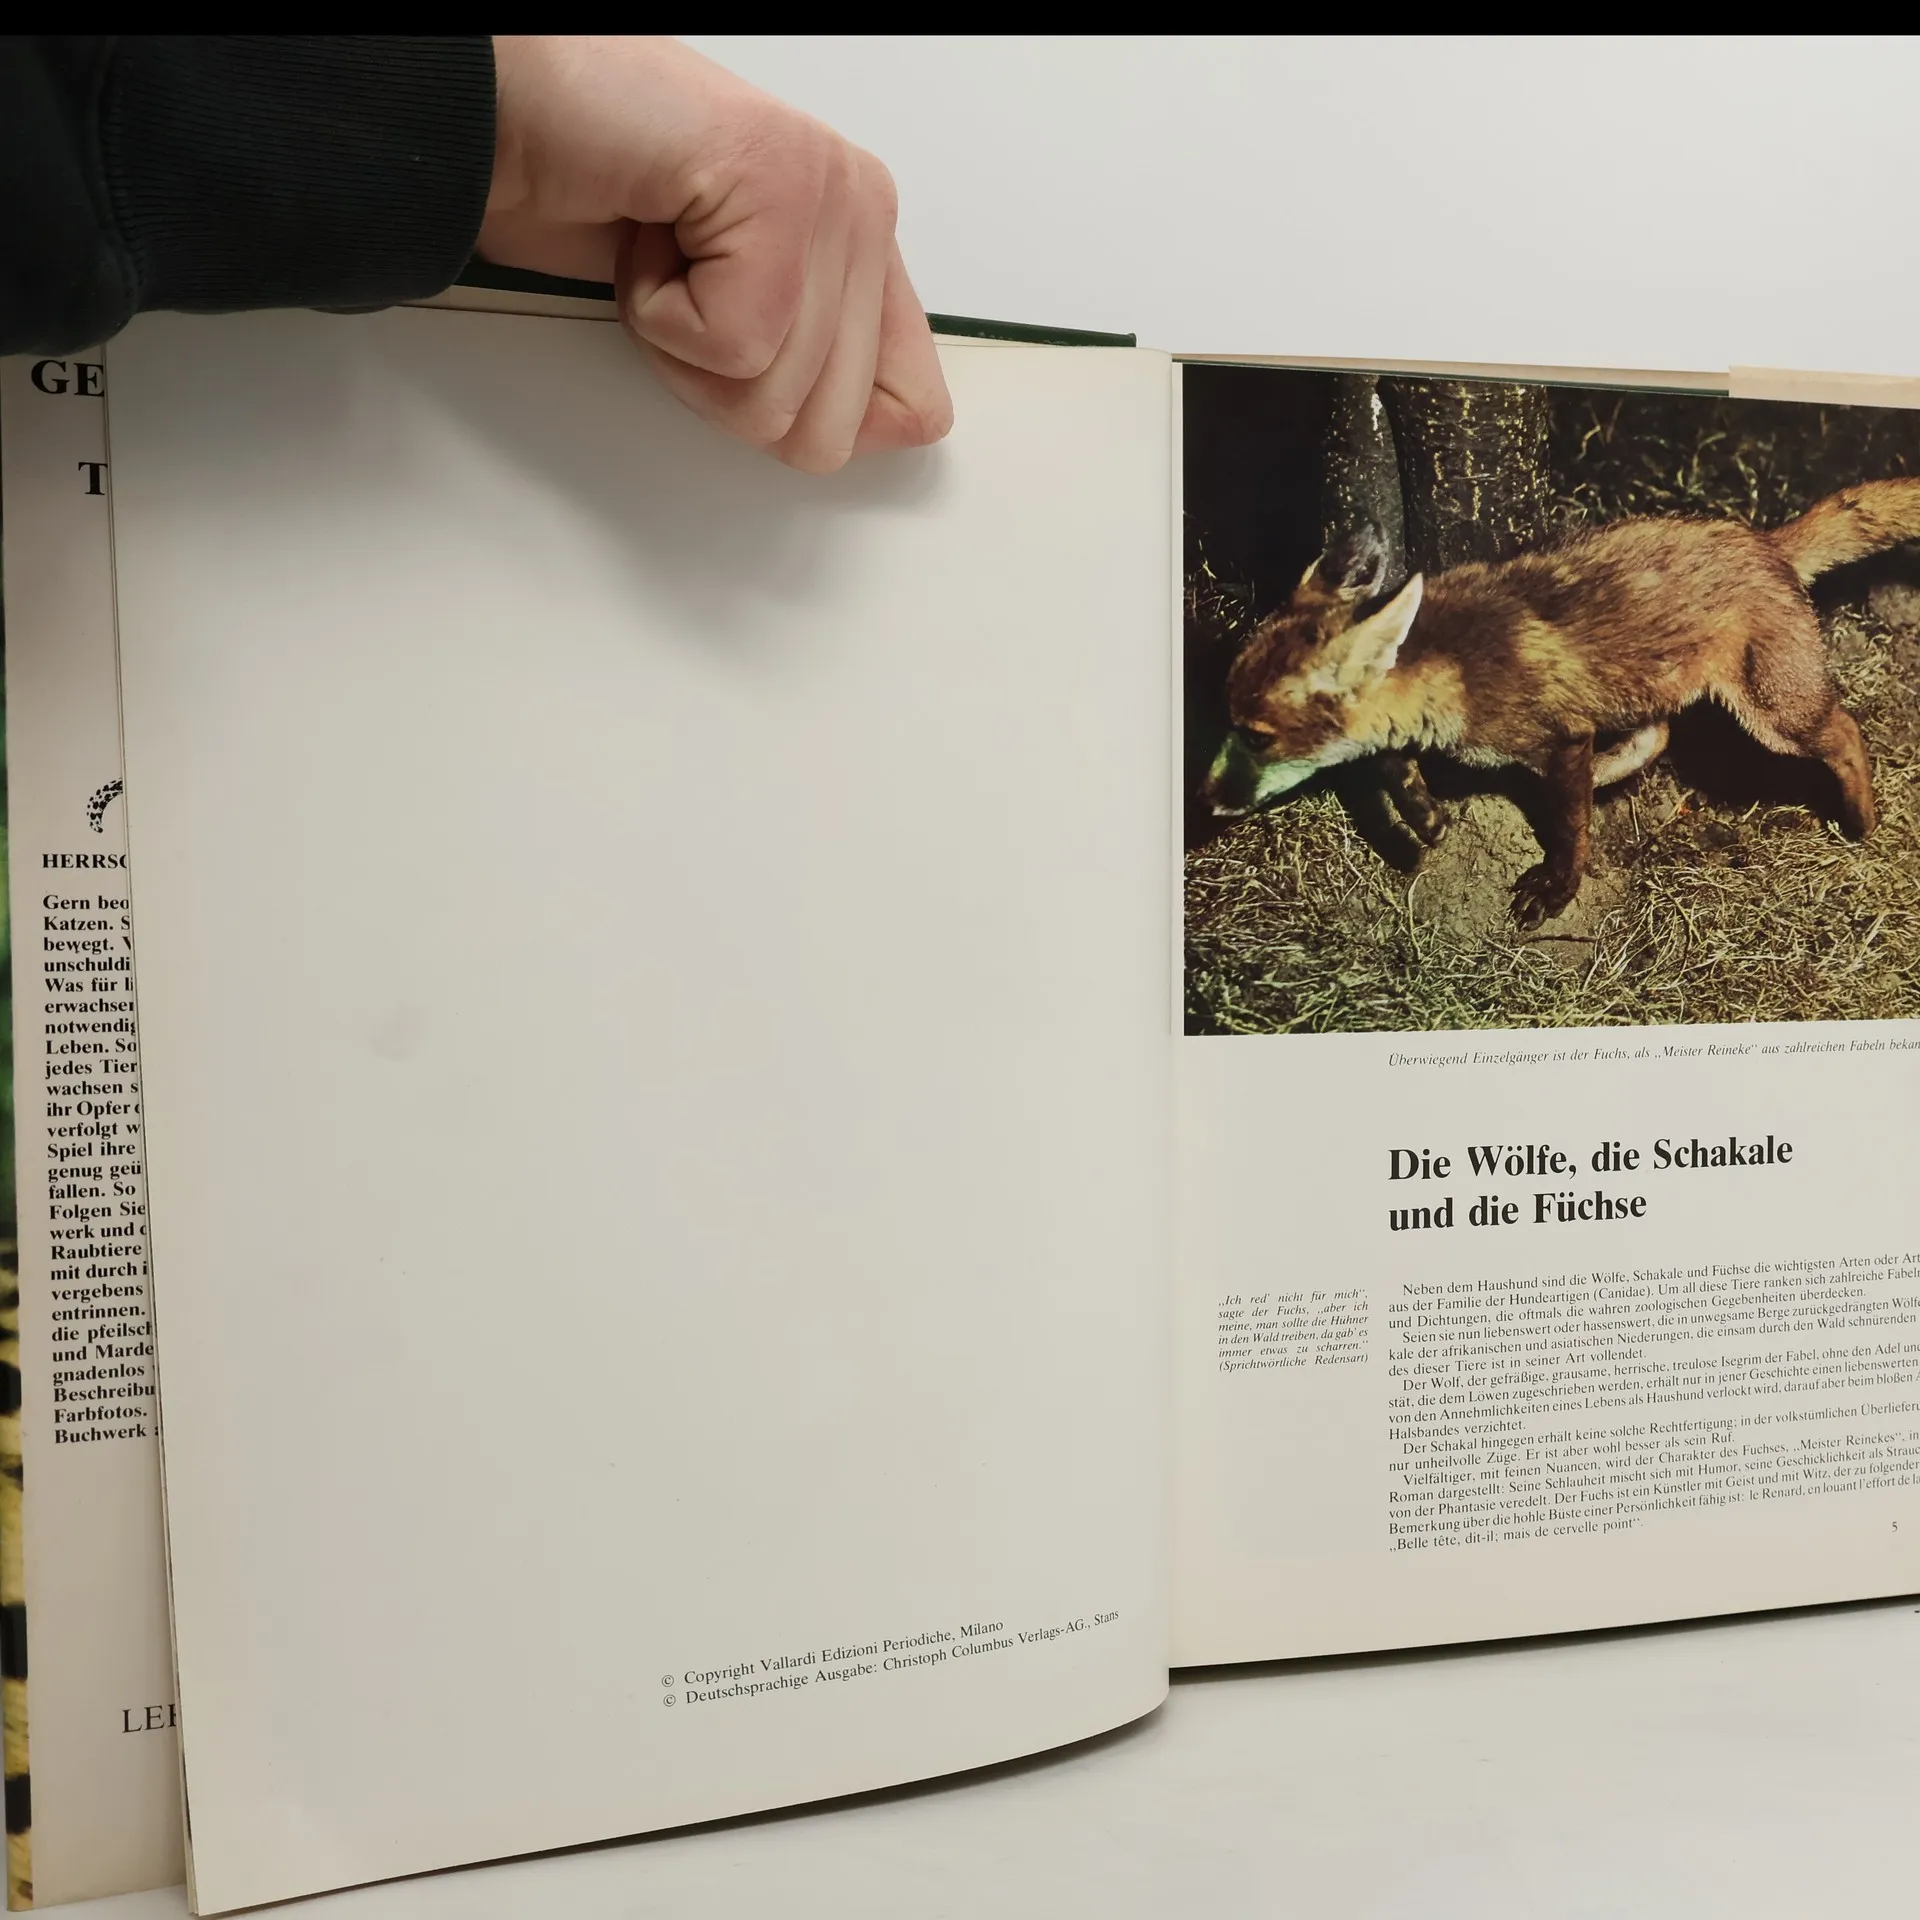 GE
T
HERRSC
Gern beo
Katzen. S
bewegt. V
unschuldi
Was für li
erwachsen
notwendig
Leben. So
jedes Tier
wachsen s
ihr Opfer
verfolgt w
Spiel ihre
genug geü
fallen. So
Folgen Sie
werk und
Raubtiere
mit durch i
vergebens
entrinnen.
die pfeilsch
und Marde
gnadenlos
Beschreibu
Farbfotos.
Buchwerk
LEH
© Copyright Vallardi Edizioni Periodiche, Milano
© Deutschsprachige Ausgabe: Christoph Columbus Verlags-AG., Stans
Überwiegend Einzelgänger ist der Fuchs, als „Meister Reineke“ aus zahlreichen Fabeln bekan
Die Wölfe, die Schakale
und die Füchse
„Ich red' nicht für mich“,
sagte der Fuchs, „aber ich
meine, man sollte die Hühner
in den Wald treiben, da gäb' es
immer etwas zu scharren.“
(Sprichwörtliche Redensart)
Neben dem Haushund sind die Wölfe, Schakale und Füchse die wichtigsten Arten oder Art
aus der Familie der Hundeartigen (Canidae). Um all diese Tiere ranken sich zahlreiche Fabeln
und Dichtungen, die oftmals die wahren zoologischen Gegebenheiten überdecken.
Seien sie nun liebenswert oder hassenswert, die in unwegsame Berge zurückgedrängten Wölfe
kale der afrikanischen und asiatischen Niederungen, die einsam durch den Wald schnürenden
des dieser Tiere ist in seiner Art vollendet.
Der Wolf, der gefräßige, grausame, herrische, treulose Isegrim der Fabel, ohne den Adel und
stät, die dem Löwen zugeschrieben werden, erhält nur in jener Geschichte einen liebenswerten
von den Annehmlichkeiten eines Lebens als Haushund verlockt wird, darauf aber beim bloßen A
Halsbandes verzichtet.
Der Schakal hingegen erhält keine solche Rechtfertigung; in der volkstümlichen Überlieferu
nur unheilvolle Züge. Er ist aber wohl besser als sein Ruf.
Vielfältiger, mit feinen Nuancen, wird der Charakter des Fuchses, „Meister Reinekes“, in
Roman dargestellt: Seine Schlauheit mischt sich mit Humor, seine Geschicklichkeit als Strauc
von der Phantasie veredelt. Der Fuchs ist ein Künstler mit Geist und mit Witz, der zu folgender
Bemerkung über die hohle Büste einer Persönlichkeit fähig ist: le Renard, en louant l'effort de la
„Belle tête, dit-il; mais de cervelle point“.
5